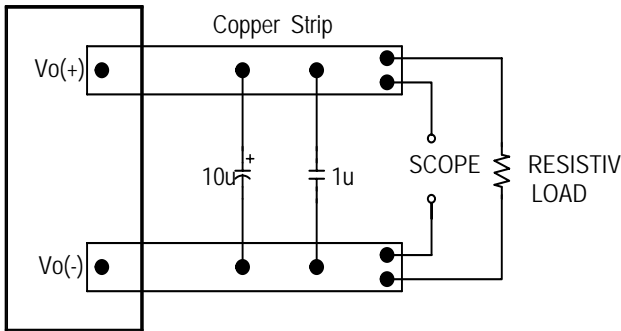 Copper Strip
Vo(+)
10u
+
1u
SCOPE
RESISTIV
LOAD
Vo(-)